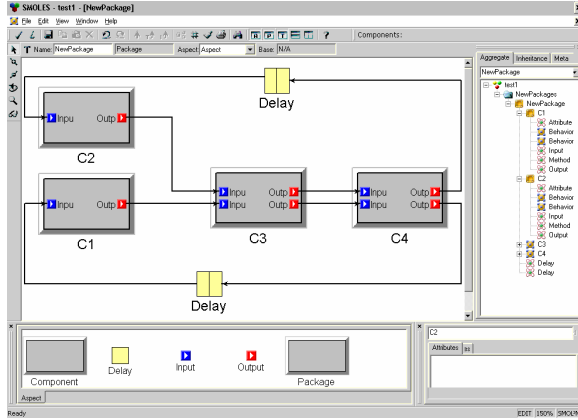 SMOLES - test1 - [NewPackage]
File Edit View Window Help
Components:
Name: NewPackage Package Aspect: Aspect Base: N/A
Aggregate Inheritance Meta
NewPackage
test1
NewPackages
NewPackage
C1
Attribute
Behavior
Behavior
Input
Method
Output
C2
Attribute
Behavior
Behavior
Input
Method
Output
C3
C4
Delay
Delay
Delay
Inpu Outp
C2
Inpu Outp
C1
Inpu Outp
Inpu Outp
C3
Inpu Outp
Inpu Outp
C4
Delay
Component
Delay
Input
Output
Package
Aspect
C2
Attributes
Ready
EDIT 150% SMOL